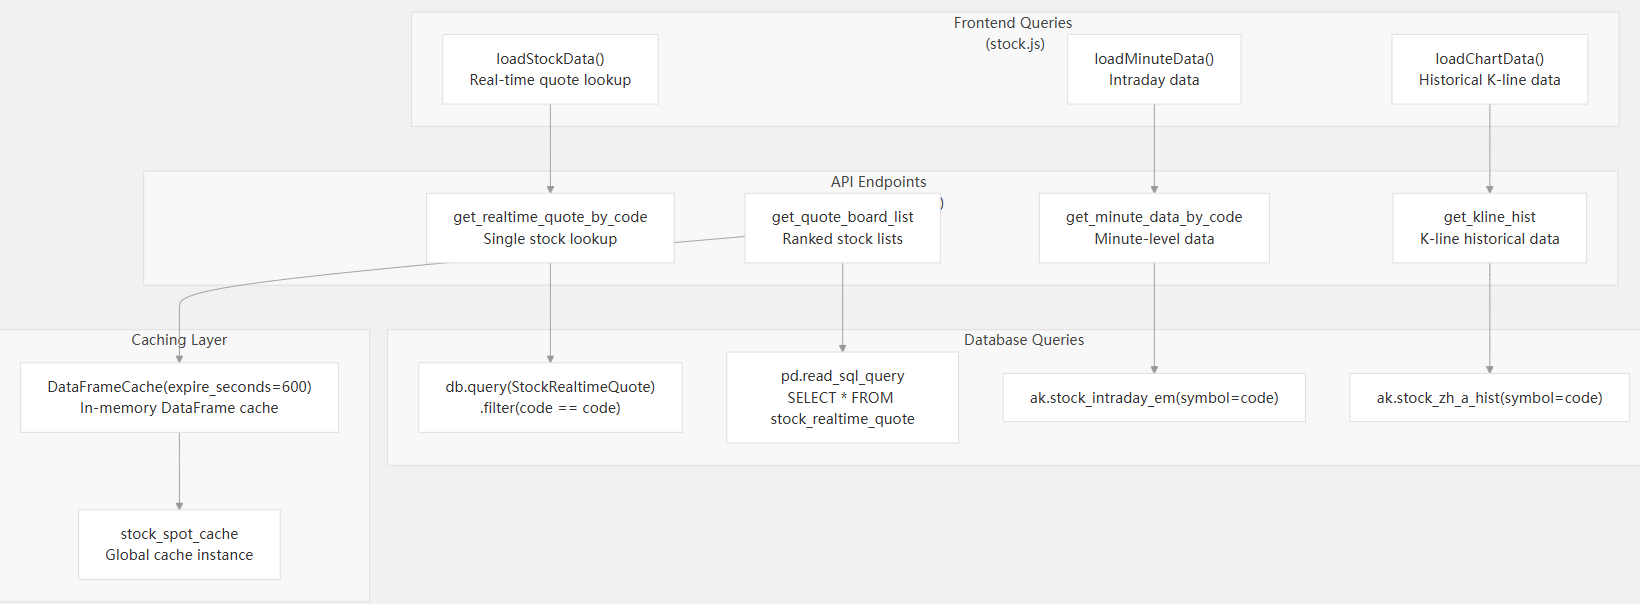 Frontend Queries
(stock.js)
loadStockData()
Real-time quote lookup
loadMinuteData()
Intraday data
loadChartData()
Historical K-line data
API Endpoints
)
get_realtime_quote_by_code
Single stock lookup
get_quote_board_list
Ranked stock lists
get_minute_data_by_code
Minute-level data
get_kline_hist
K-line historical data
Caching Layer
DataFrameCache(expire_seconds=600)
In-memory DataFrame cache
stock_spot_cache
Global cache instance
Database Queries
db.query(StockRealtimeQuote)
.filter(code == code)
pd.read_sql_query
SELECT * FROM
stock_realtime_quote
ak.stock_intraday_em(symbol=code)
ak.stock_zh_a_hist(symbol=code)